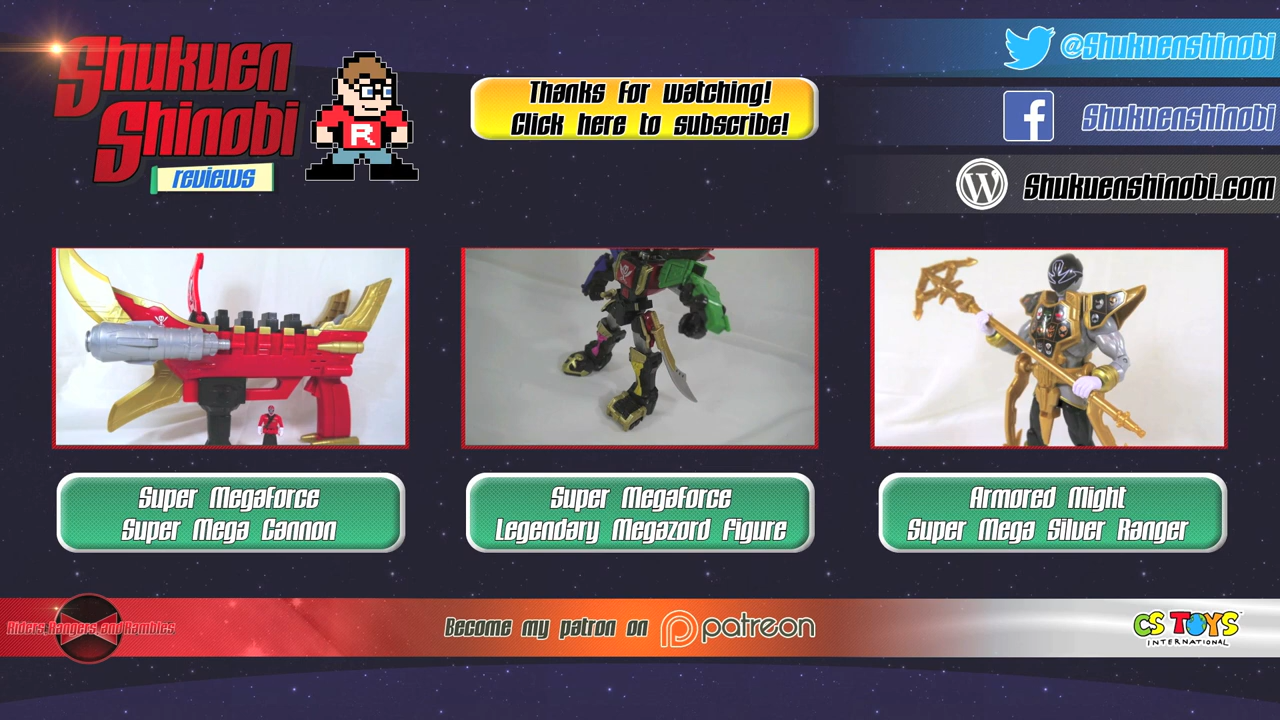 Shukuen
Shinobi
reviews
R
Thanks for watching!
Click here to subscribe!
@Shukuenshinobi
f
Shukuenshinobi
W
Shukuenshinobi.com
Super Megaforce
Super Mega Cannon
Super Megaforce
Legendary Megazord Figure
Armored Might
Super Mega Silver Ranger
Riders, Rangers, and Rambles
Become my patron on patreon
CS TOYS
INTERNATIONAL